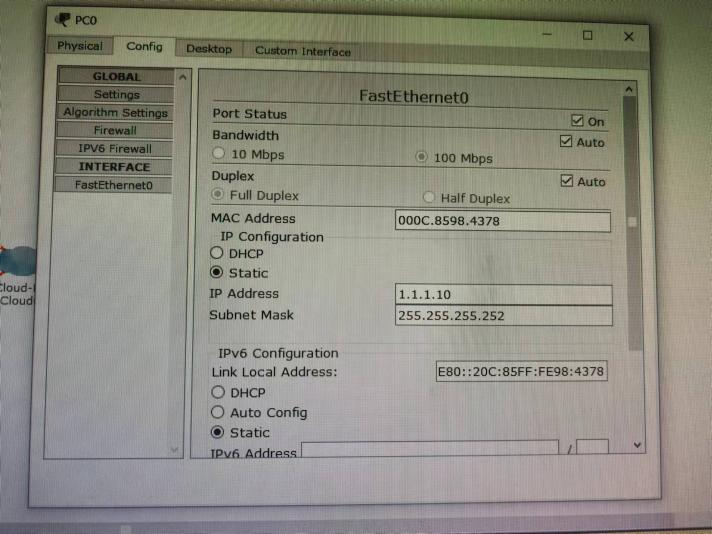 PC0
Physical Config Desktop Custom Interface
GLOBAL
Settings
Algorithm Settings
Firewall
IPV6 Firewall
INTERFACE
FastEthernet0
FastEthernet0
Port Status On
Bandwidth Auto
10 Mbps 100 Mbps
Duplex Auto
Full Duplex Half Duplex
MAC Address 000C.8598.4378
IP Configuration
DHCP
Static
IP Address 1.1.1.10
Subnet Mask 255.255.255.252
IPv6 Configuration
Link Local Address: E80::20C:85FF:FE98:4378
DHCP
Auto Config
Static
IPv6 Address /
Cloud